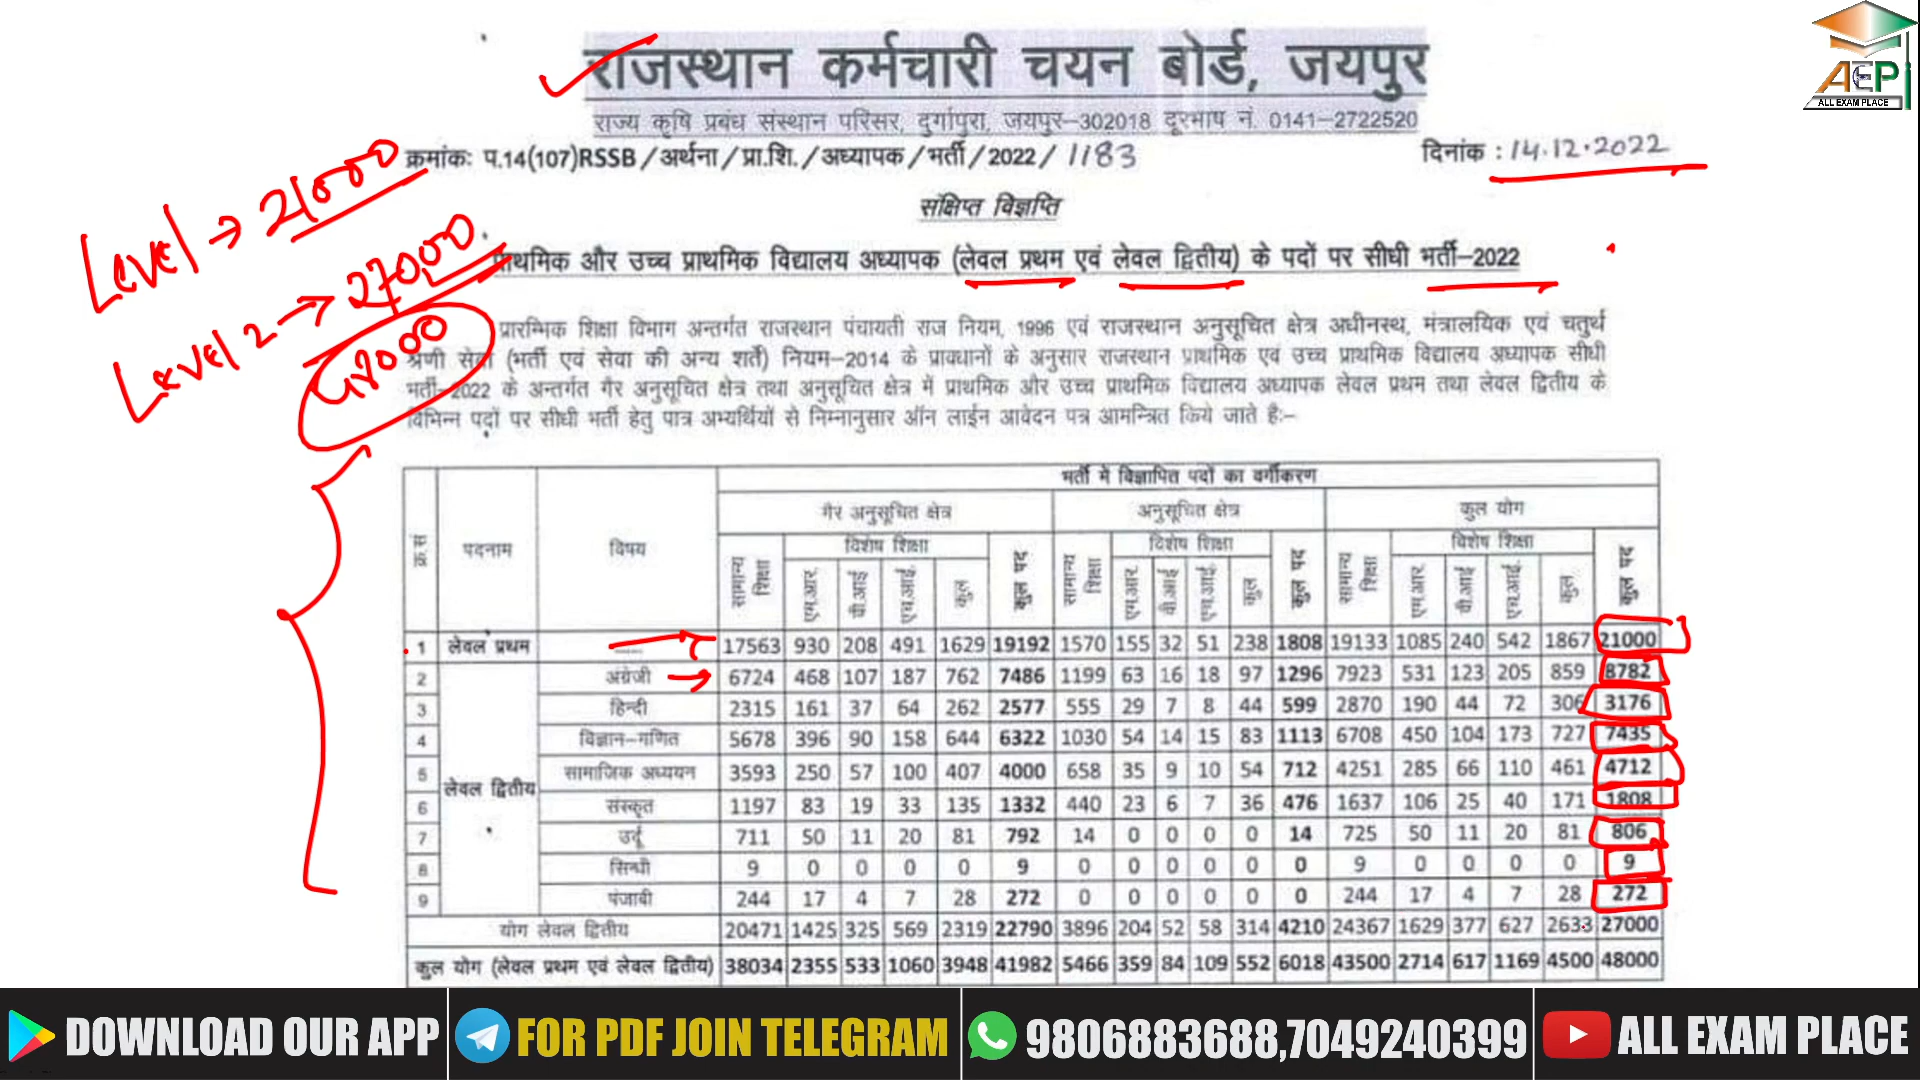 राजस्थान कर्मचारी चयन बोर्ड, जयपुर
राज्य कृषि प्रबंध संस्थान परिसर, दुर्गापुरा, जयपुर–302018 दूरभाष नं. 0141–2722520
क्रमांकः प.14(107)RSSB/अर्थना/प्रा.शि./अध्यापक/भर्ती/2022/1183 दिनांक : 14.12.2022
संक्षिप्त विज्ञप्ति
प्राथमिक और उच्च प्राथमिक विद्यालय अध्यापक (लेवल प्रथम एवं लेवल द्वितीय) के पदों पर सीधी भर्ती–2022
Level → 21000
Level 2 → 27000
48000
प्रारम्भिक शिक्षा विभाग अन्तर्गत राजस्थान पंचायती राज नियम, 1996 एवं राजस्थान अनुसूचित क्षेत्र अधीनस्थ, मंत्रालयिक एवं चतुर्थ
श्रेणी सेवा (भर्ती एवं सेवा की अन्य शर्ते) नियम–2014 के प्रावधानों के अनुसार राजस्थान प्राथमिक एवं उच्च प्राथमिक विद्यालय अध्यापक सीधी
भर्ती–2022 के अन्तर्गत गैर अनुसूचित क्षेत्र तथा अनुसूचित क्षेत्र में प्राथमिक और उच्च प्राथमिक विद्यालय अध्यापक लेवल प्रथम तथा लेवल द्वितीय के
विभिन्न पदों पर सीधी भर्ती हेतु पात्र अभ्यर्थियों से निम्नानुसार ऑन लाईन आवेदन पत्र आमन्त्रित किये जाते हैः–
भर्ती में विज्ञापित पदों का वर्गीकरण
क्र.स पदनाम विषय गैर अनुसूचित क्षेत्र अनुसूचित क्षेत्र कुल योग
विशेष शिक्षा विशेष शिक्षा विशेष शिक्षा
सामान्य शिक्षा एम.आर. वी.आई एच.आई. कुल कुल पद सामान्य शिक्षा एम.आर. वी.आई एच.आई. कुल कुल पद सामान्य शिक्षा एम.आर. वी.आई एच.आई. कुल कुल पद
1 लेवल प्रथम 17563 930 208 491 1629 19192 1570 155 32 51 238 1808 19133 1085 240 542 1867 21000
2 लेवल द्वितीय अंग्रेजी 6724 468 107 187 762 7486 1199 63 16 18 97 1296 7923 531 123 205 859 8782
3 हिन्दी 2315 161 37 64 262 2577 555 29 7 8 44 599 2870 190 44 72 306 3176
4 विज्ञान–गणित 5678 396 90 158 644 6322 1030 54 14 15 83 1113 6708 450 104 173 727 7435
5 सामाजिक अध्ययन 3593 250 57 100 407 4000 658 35 9 10 54 712 4251 285 66 110 461 4712
6 संस्कृत 1197 83 19 33 135 1332 440 23 6 7 36 476 1637 106 25 40 171 1808
7 उर्दू 711 50 11 20 81 792 14 0 0 0 0 14 725 50 11 20 81 806
8 सिन्धी 9 0 0 0 0 9 0 0 0 0 0 0 9 0 0 0 0 9
9 पंजाबी 244 17 4 7 28 272 0 0 0 0 0 0 244 17 4 7 28 272
योग लेवल द्वितीय 20471 1425 325 569 2319 22790 3896 204 52 58 314 4210 24367 1629 377 627 2633 27000
कुल योग (लेवल प्रथम एवं लेवल द्वितीय) 38034 2355 533 1060 3948 41982 5466 359 84 109 552 6018 43500 2714 617 1169 4500 48000
AEP
ALL EXAM PLACE
DOWNLOAD OUR APP FOR PDF JOIN TELEGRAM 9806883688,7049240399 ALL EXAM PLACE